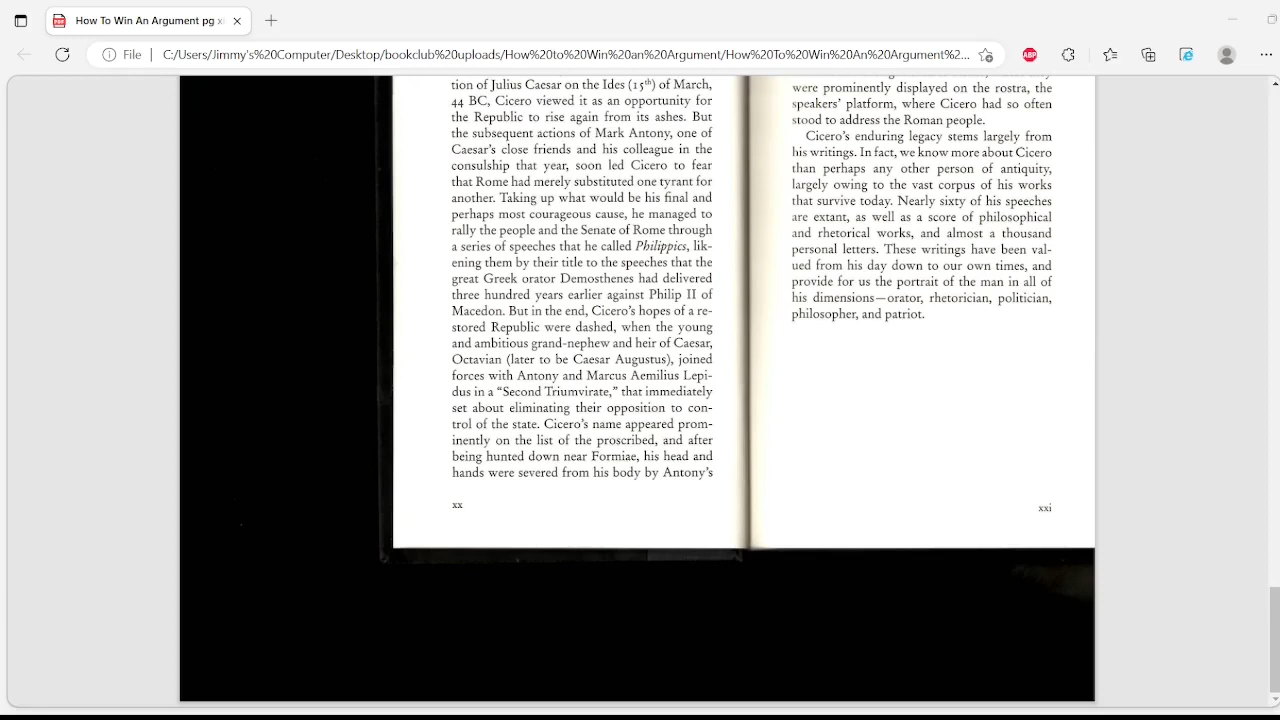 How To Win An Argument pg xi
File
C:/Users/Jimmy's%20Computer/Desktop/bookclub%20uploads/How%20to%20Win%20an%20Argument/How%20To%20Win%20An%20Argument%2...
ABP
tion of Julius Caesar on the Ides (15th) of March,
44 BC, Cicero viewed it as an opportunity for
the Republic to rise again from its ashes. But
the subsequent actions of Mark Antony, one of
Caesar's close friends and his colleague in the
consulship that year, soon led Cicero to fear
that Rome had merely substituted one tyrant for
another. Taking up what would be his final and
perhaps most courageous cause, he managed to
rally the people and the Senate of Rome through
a series of speeches that he called Philippics, lik-
ening them by their title to the speeches that the
great Greek orator Demosthenes had delivered
three hundred years earlier against Philip II of
Macedon. But in the end, Cicero's hopes of a re-
stored Republic were dashed, when the young
and ambitious grand-nephew and heir of Caesar,
Octavian (later to be Caesar Augustus), joined
forces with Antony and Marcus Aemilius Lepi-
dus in a “Second Triumvirate,” that immediately
set about eliminating their opposition to con-
trol of the state. Cicero's name appeared prom-
inently on the list of the proscribed, and after
being hunted down near Formiae, his head and
hands were severed from his body by Antony's
xx
were prominently displayed on the rostra, the
speakers' platform, where Cicero had so often
stood to address the Roman people.
Cicero's enduring legacy stems largely from
his writings. In fact, we know more about Cicero
than perhaps any other person of antiquity,
largely owing to the vast corpus of his works
that survive today. Nearly sixty of his speeches
are extant, as well as a score of philosophical
and rhetorical works, and almost a thousand
personal letters. These writings have been val-
ued from his day down to our own times, and
provide for us the portrait of the man in all of
his dimensions—orator, rhetorician, politician,
philosopher, and patriot.
xxi